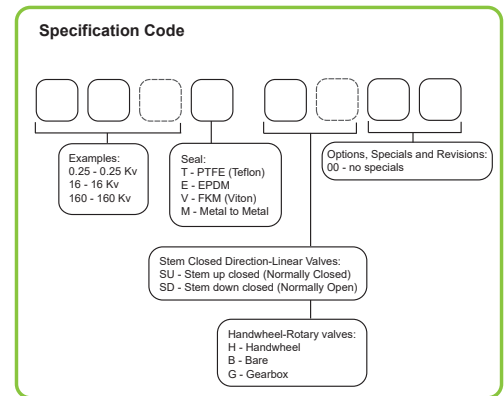 Specification Code
Examples:
0.25 - 0.25 Kv
16 - 16 Kv
160 - 160 Kv
Seal:
T - PTFE (Teflon)
E - EPDM
V - FKM (Viton)
M - Metal to Metal
Options, Specials and Revisions:
00 - no specials
Stem Closed Direction-Linear Valves:
SU - Stem up closed (Normally Closed)
SD - Stem down closed (Normally Open)
Handwheel-Rotary valves:
H - Handwheel
B - Bare
G - Gearbox